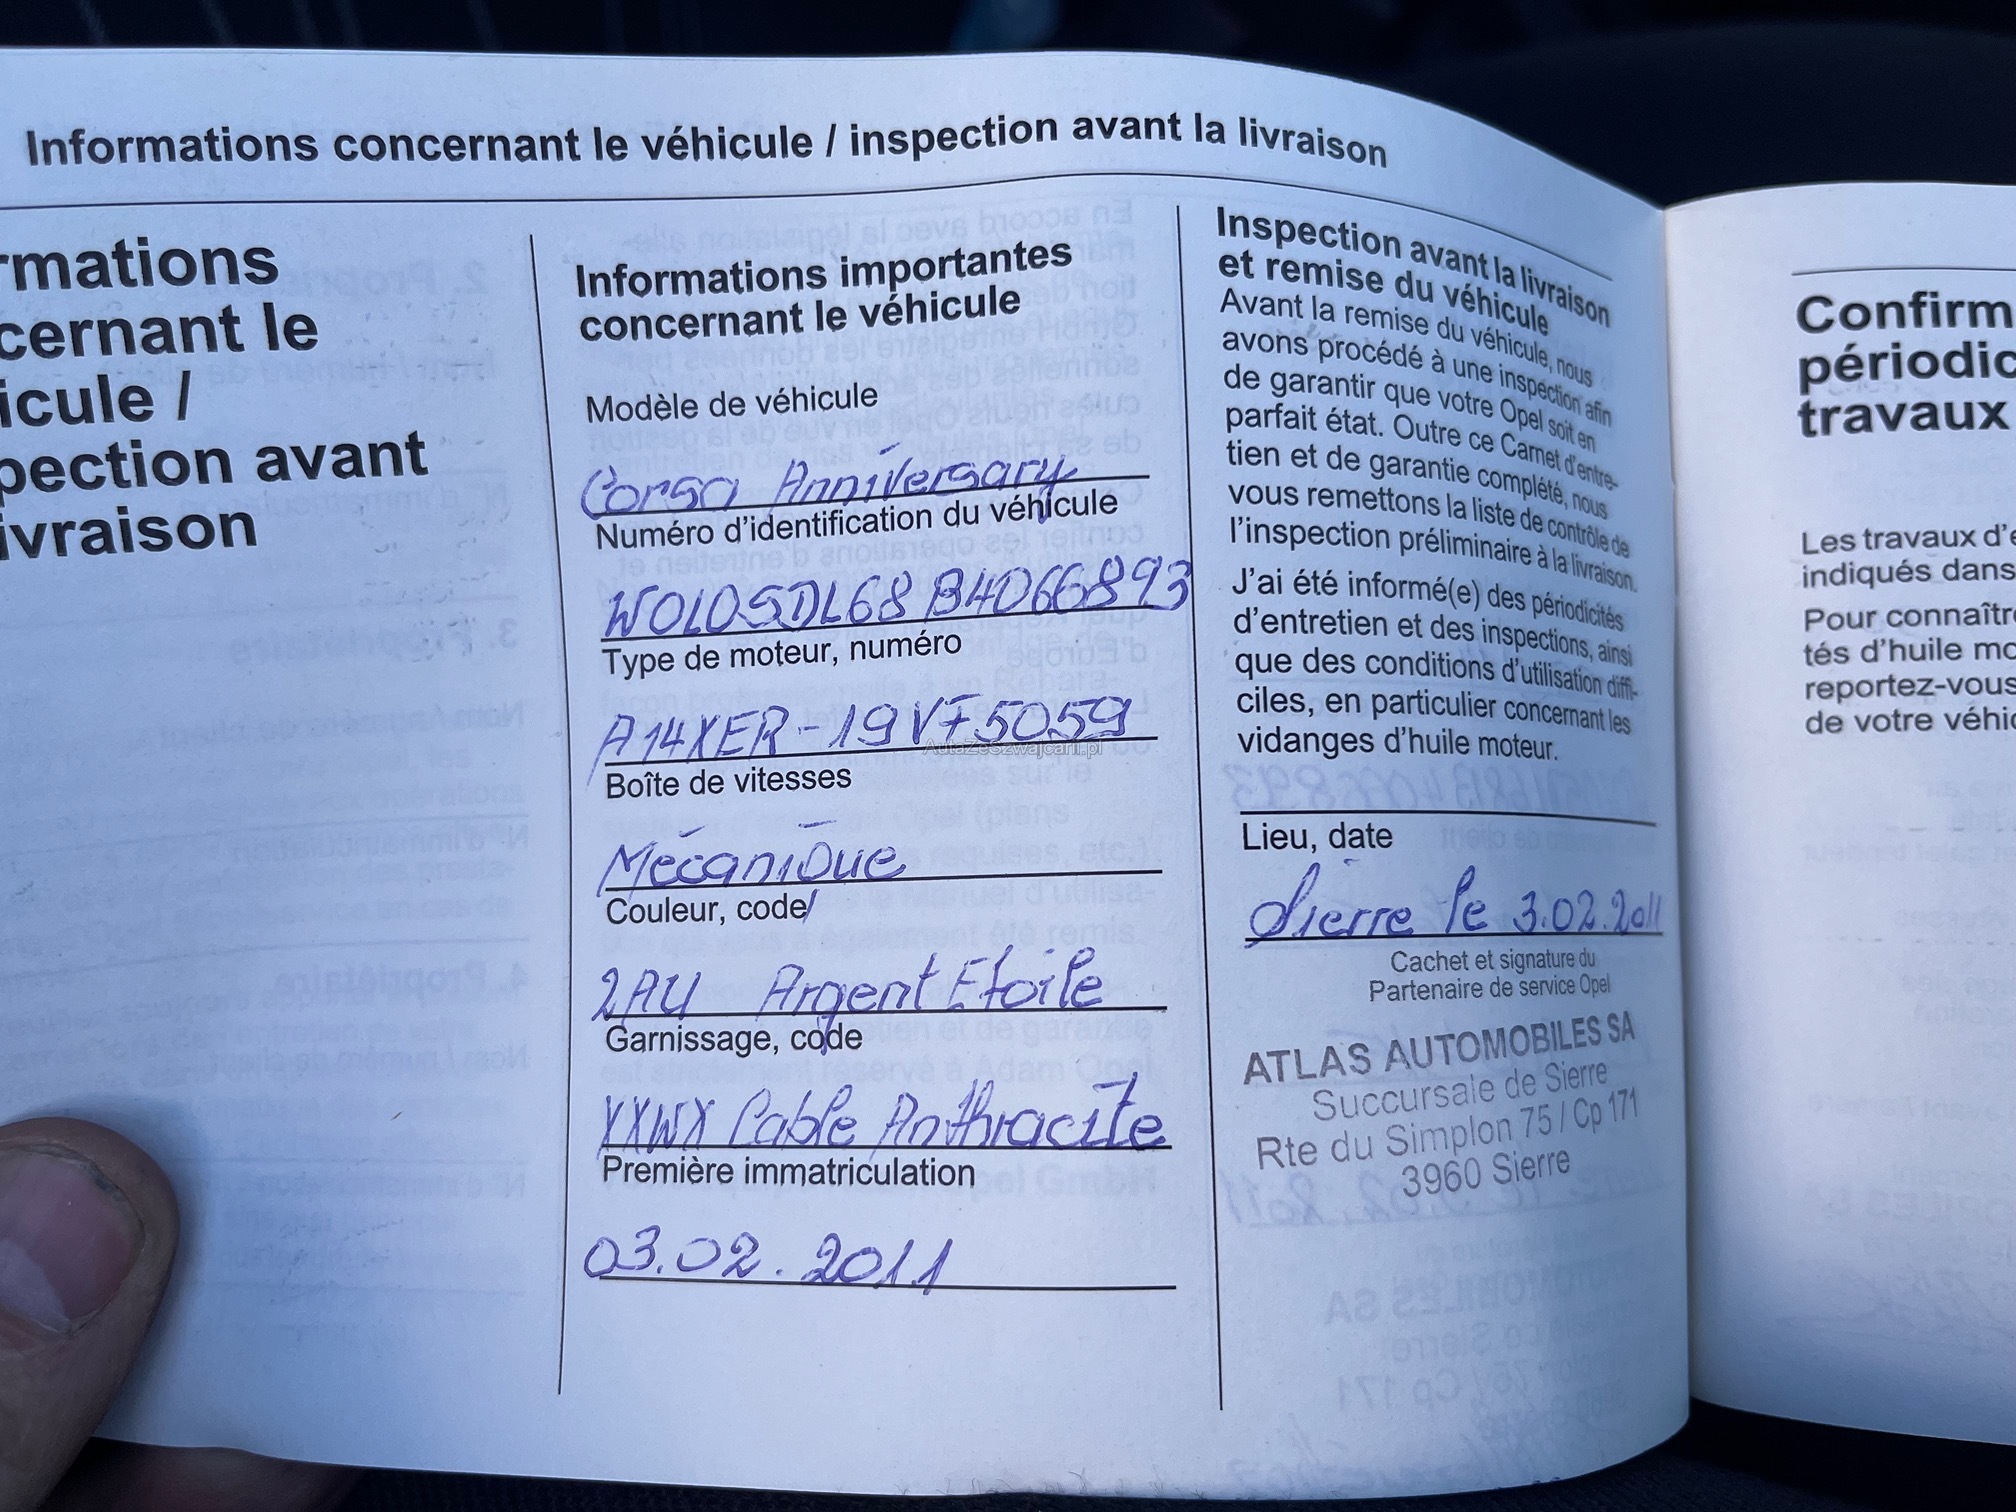 Informations concernant le véhicule / inspection avant la livraison
rmations
cernant le
icule /
pection avant
ivraison
Informations importantes
concernant le véhicule
Modèle de véhicule
Corsa Anniversary
Numéro d'identification du véhicule
W0L0SDL68B4066893
Type de moteur, numéro
A14XER-19VF5059
AutaZeSzwajcarii.pl
Boîte de vitesses
Mécanique
Couleur, code
2AU Argent Etoile
Garnissage, code
XXWX Cable Anthracite
Première immatriculation
03.02.2011
Inspection avant la livraison
et remise du véhicule
Avant la remise du véhicule, nous
avons procédé à une inspection afin
de garantir que votre Opel soit en
parfait état. Outre ce Carnet d'entre-
tien et de garantie complété, nous
vous remettons la liste de contrôle de
l'inspection préliminaire à la livraison.
J'ai été informé(e) des périodicités
d'entretien et des inspections, ainsi
que des conditions d'utilisation diffi-
ciles, en particulier concernant les
vidanges d'huile moteur.
Lieu, date
Sierre le 3.02.2011
Cachet et signature du
Partenaire de service Opel
ATLAS AUTOMOBILES SA
Succursale de Sierre
Rte du Simplon 75 / Cp 171
3960 Sierre
Confirm
périodic
travaux
Les travaux d'e
indiqués dans
Pour connaître
tés d'huile mo
reportez-vous
de votre véhic